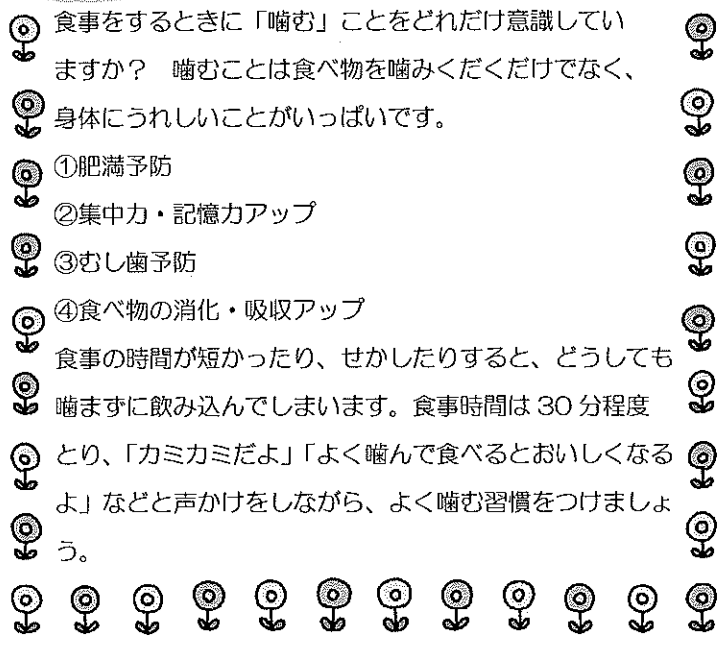 食事をするときに「噛む」ことをどれだけ意識してい
ますか？　噛むことは食べ物を噛みくだくだけでなく、
身体にうれしいことがいっぱいです。
①肥満予防
②集中力・記憶力アップ
③むし歯予防
④食べ物の消化・吸収アップ
食事の時間が短かったり、せかしたりすると、どうしても
噛まずに飲み込んでしまいます。食事時間は 30 分程度
とり、「カミカミだよ」「よく噛んで食べるとおいしくなる
よ」などと声かけをしながら、よく噛む習慣をつけましょ
う。